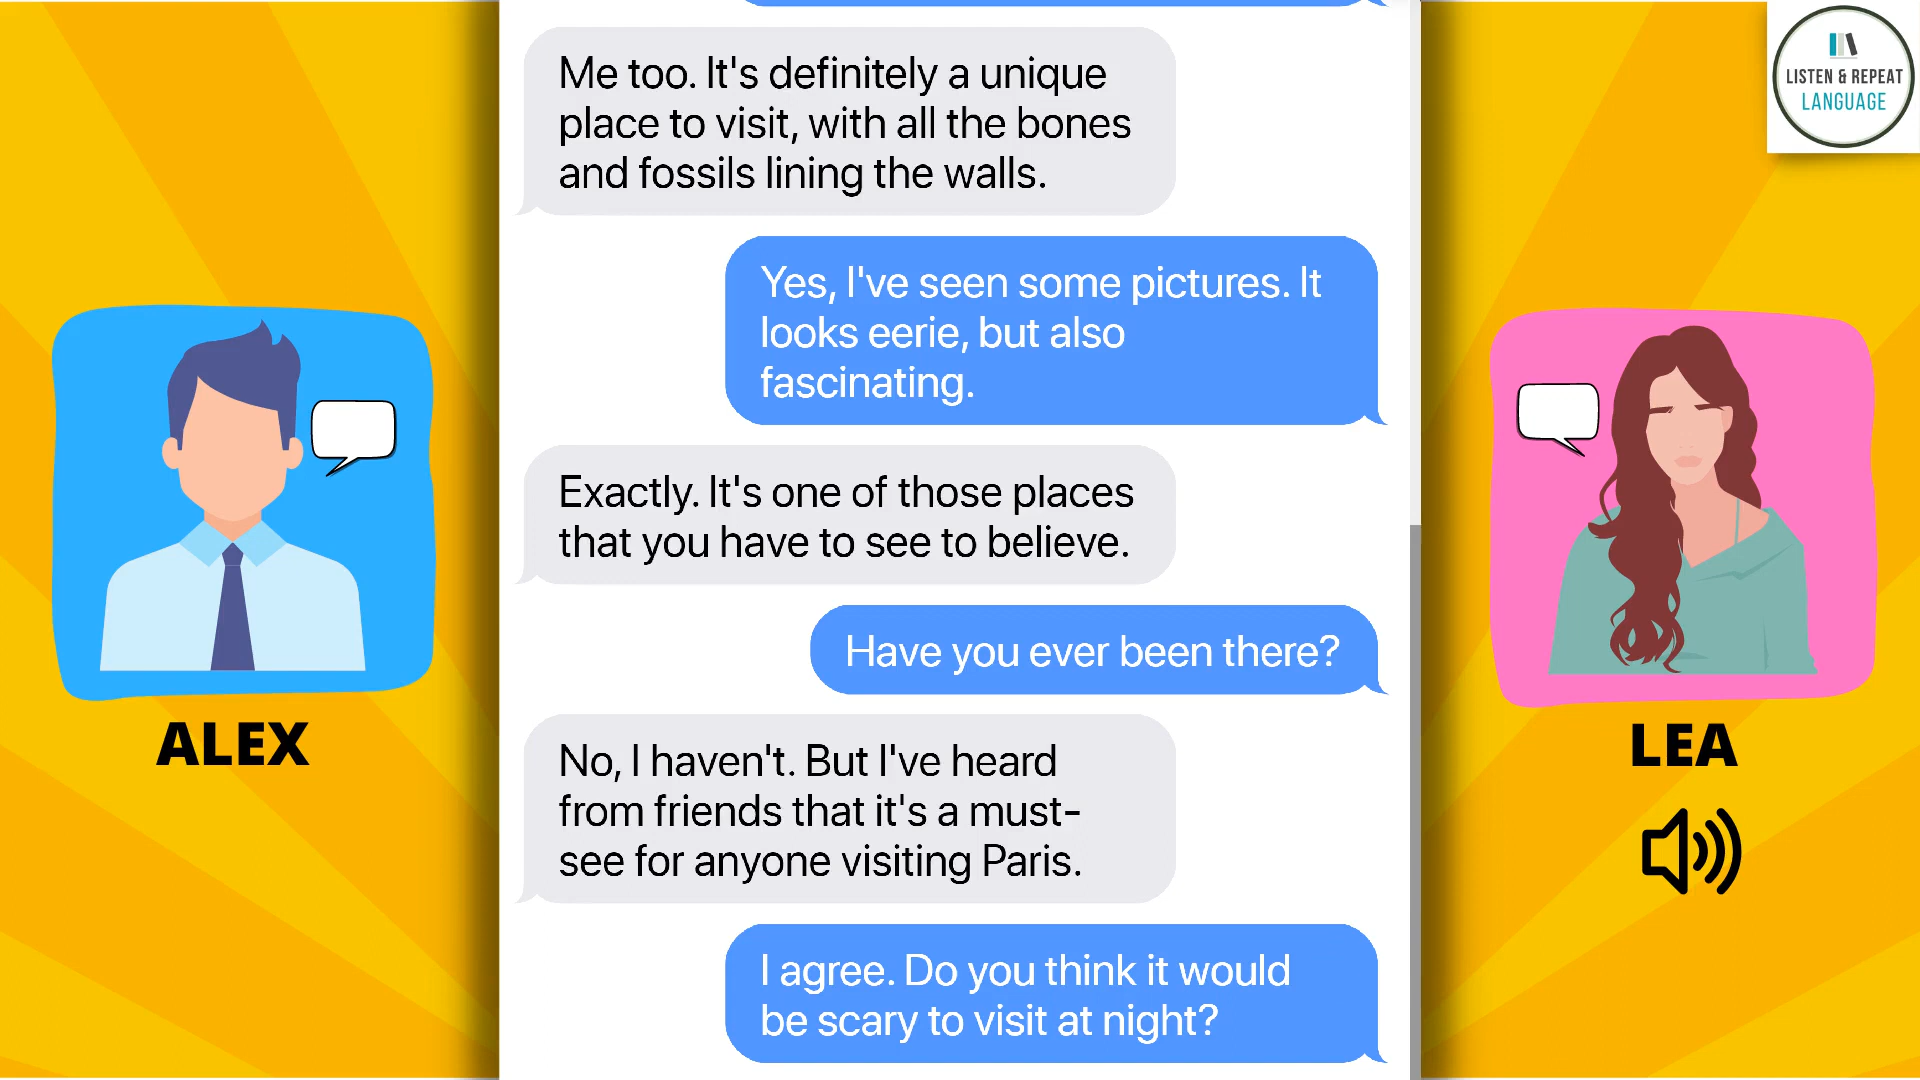 LISTEN & REPEAT
LANGUAGE
Me too. It's definitely a unique
place to visit, with all the bones
and fossils lining the walls.
Yes, I've seen some pictures. It
looks eerie, but also
fascinating.
Exactly. It's one of those places
that you have to see to believe.
Have you ever been there?
No, I haven't. But I've heard
from friends that it's a must-
see for anyone visiting Paris.
I agree. Do you think it would
be scary to visit at night?
ALEX
LEA